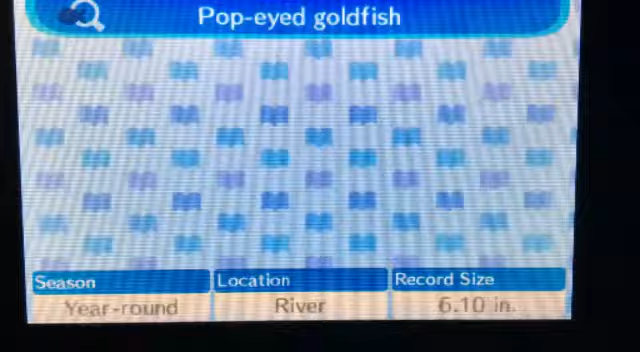 Pop-eyed goldfish
Season
Location
Record Size
Year-round
River
6.10 in.